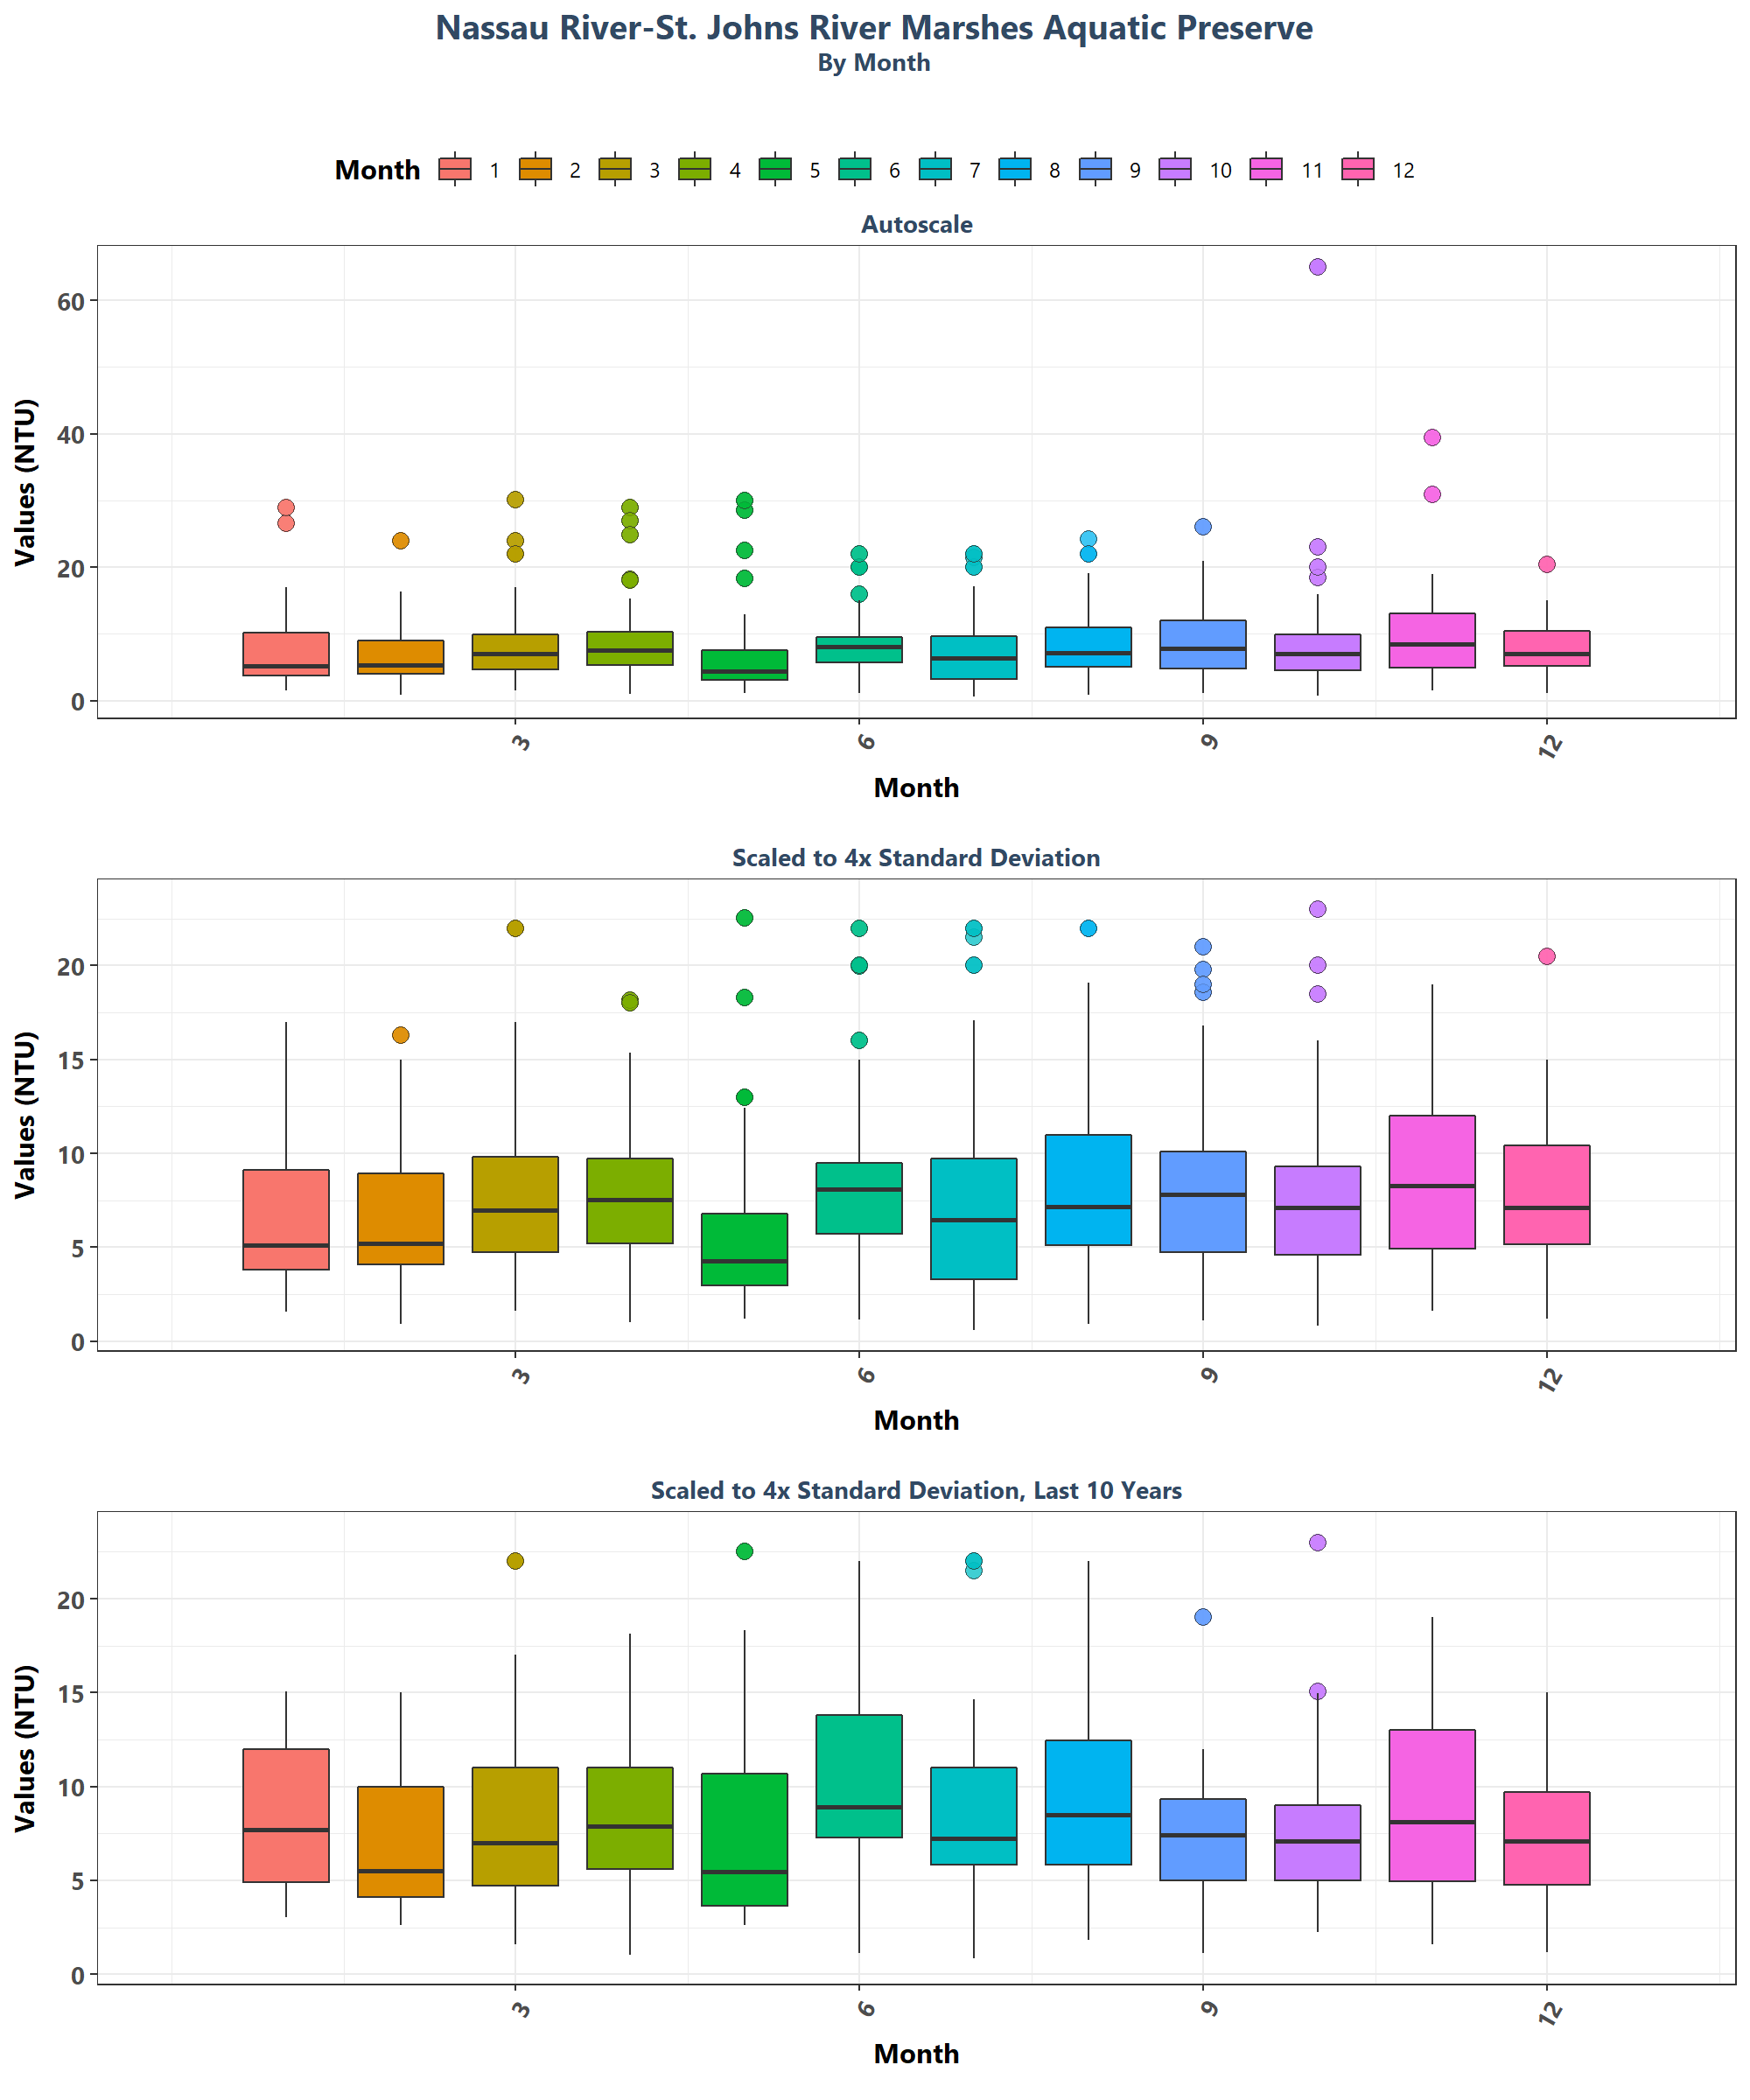 Nassau River-St. Johns River Marshes Aquatic Preserve
By Month
Month 1 2 3 4 5 6 7 8 9 10 11 12
Autoscale
Values (NTU)
60
40
20
0
3 6 9 12
Month
Scaled to 4x Standard Deviation
Values (NTU)
20
15
10
5
0
3 6 9 12
Month
Scaled to 4x Standard Deviation, Last 10 Years
Values (NTU)
20
15
10
5
0
3 6 9 12
Month